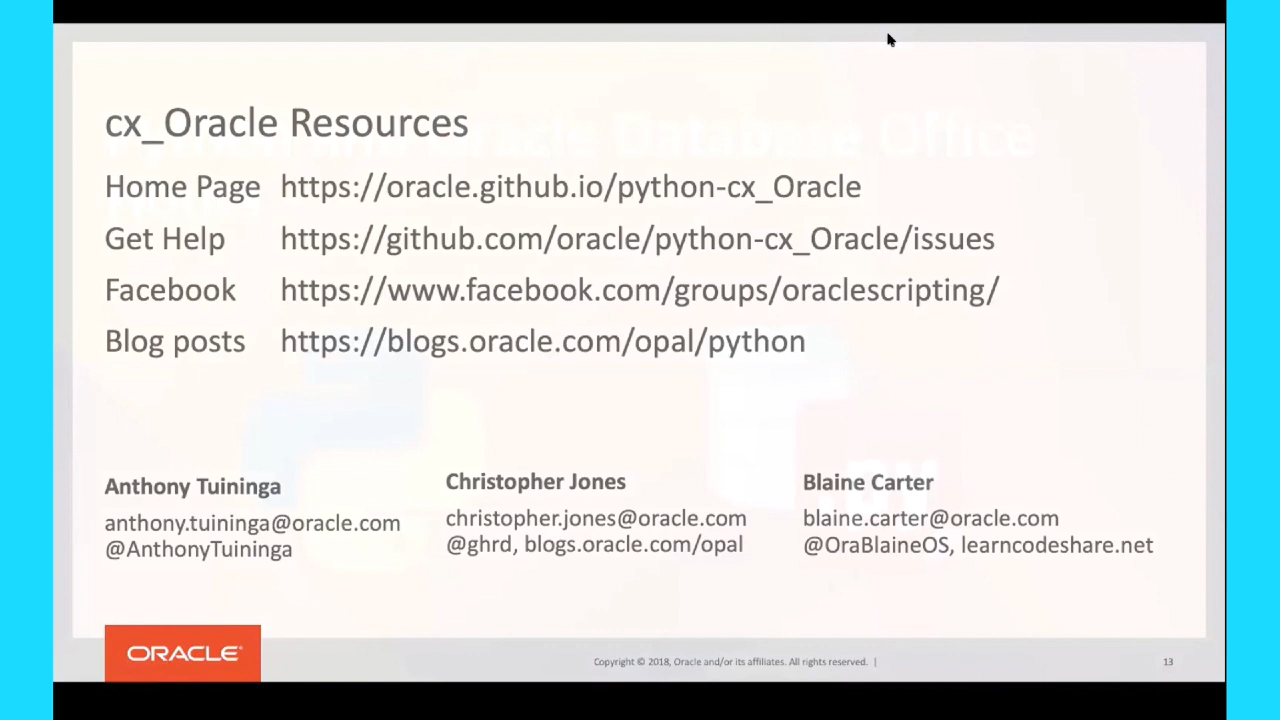 cx_Oracle Resources
Home Page https://oracle.github.io/python-cx_Oracle
Get Help https://github.com/oracle/python-cx_Oracle/issues
Facebook https://www.facebook.com/groups/oraclescripting/
Blog posts https://blogs.oracle.com/opal/python
Anthony Tuininga
anthony.tuininga@oracle.com
@AnthonyTuininga
Christopher Jones
christopher.jones@oracle.com
@ghrd, blogs.oracle.com/opal
Blaine Carter
blaine.carter@oracle.com
@OraBlaineOS, learncodeshare.net
ORACLE®
Copyright © 2018, Oracle and/or its affiliates. All rights reserved. |
13